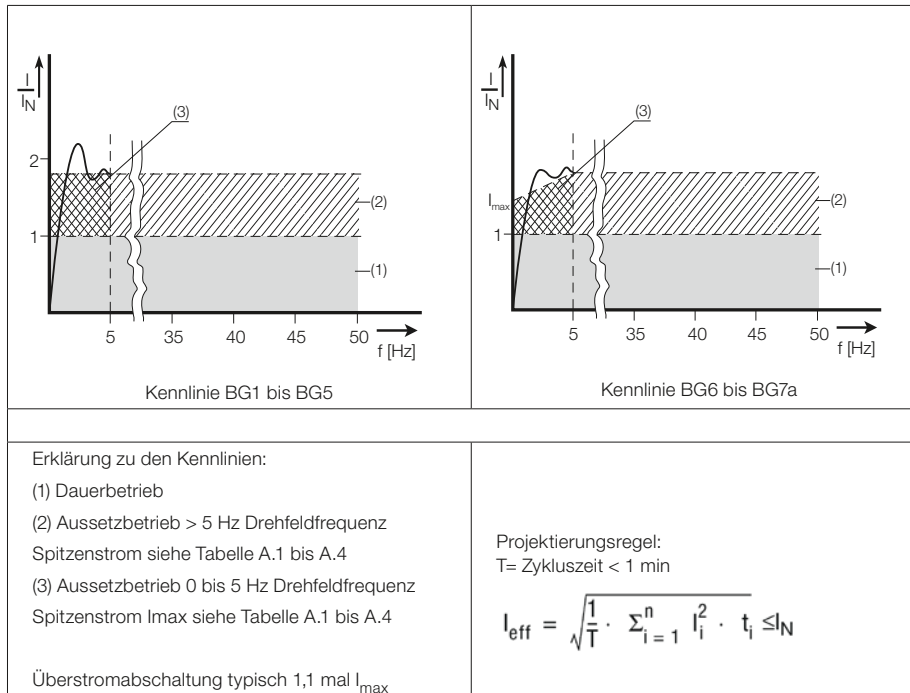 I
I_N
2
1
(3)
(2)
(1)
5 35 40 45 50
f [Hz]
Kennlinie BG1 bis BG5
I
I_N
I_max
1
(3)
(2)
(1)
5 35 40 45 50
f [Hz]
Kennlinie BG6 bis BG7a
Erklärung zu den Kennlinien:
(1) Dauerbetrieb
(2) Aussetzbetrieb > 5 Hz Drehfeldfrequenz
Spitzenstrom siehe Tabelle A.1 bis A.4
(3) Aussetzbetrieb 0 bis 5 Hz Drehfeldfrequenz
Spitzenstrom Imax siehe Tabelle A.1 bis A.4
Überstromabschaltung typisch 1,1 mal I_max
Projektierungsregel:
T= Zykluszeit < 1 min
I_eff = √(1/T · Σ_{i = 1}^n I_i^2 · t_i) ≤I_N